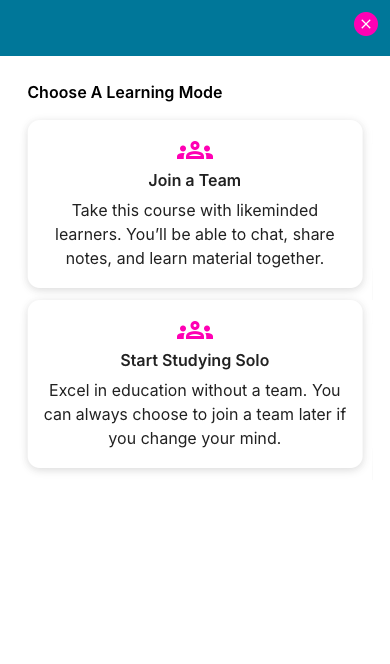 Choose A Learning Mode
Join a Team
Take this course with likeminded
learners. You’ll be able to chat, share
notes, and learn material together.
Start Studying Solo
Excel in education without a team. You
can always choose to join a team later if
you change your mind.